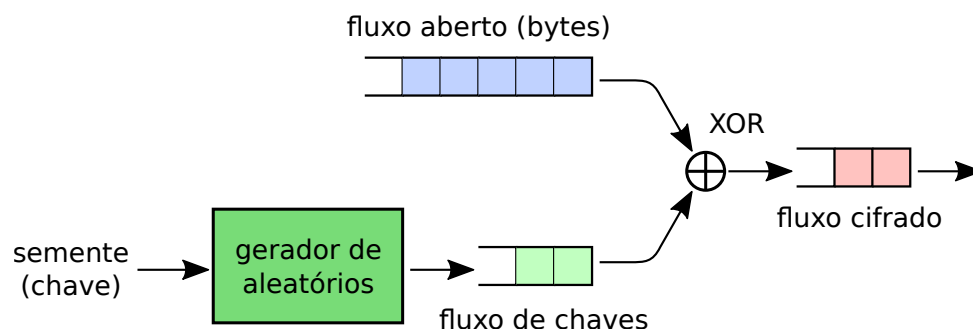 fluxo aberto (bytes)
XOR
fluxo cifrado
semente
(chave)
gerador de
aleatórios
fluxo de chaves